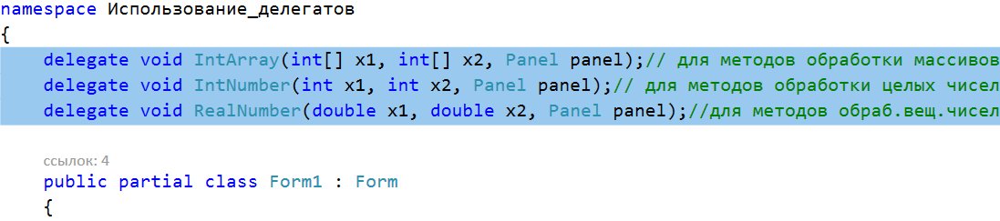 namespace Использование_делегатов
{
delegate void IntArray(int[] x1, int[] x2, Panel panel);// для методов обработки массивов
delegate void IntNumber(int x1, int x2, Panel panel);// для методов обработки целых чисел
delegate void RealNumber(double x1, double x2, Panel panel);//для методов обраб.вещ.чисел
ссылок: 4
public partial class Form1 : Form
{